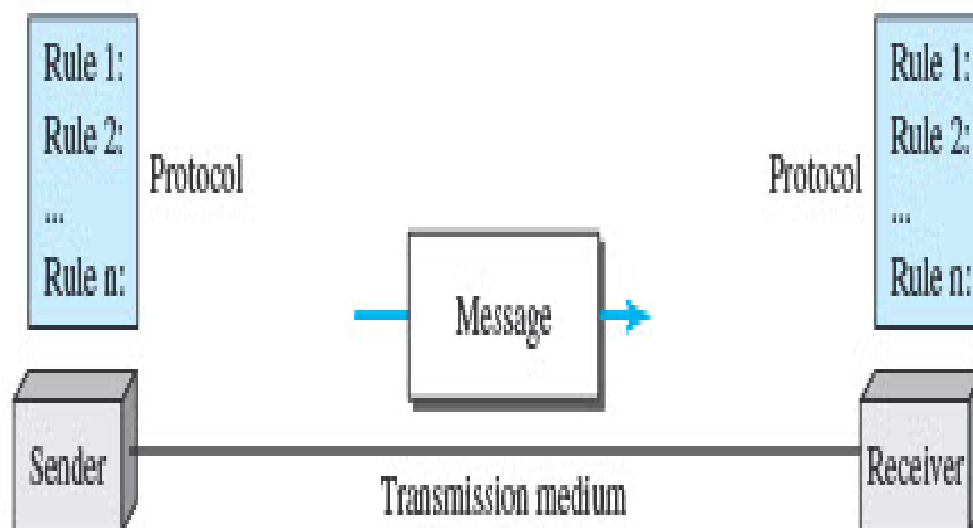 Rule 1:
Rule 2:
...
Rule n:
Protocol
Message
Protocol
Rule 1:
Rule 2:
...
Rule n:
Sender
Transmission medium
Receiver